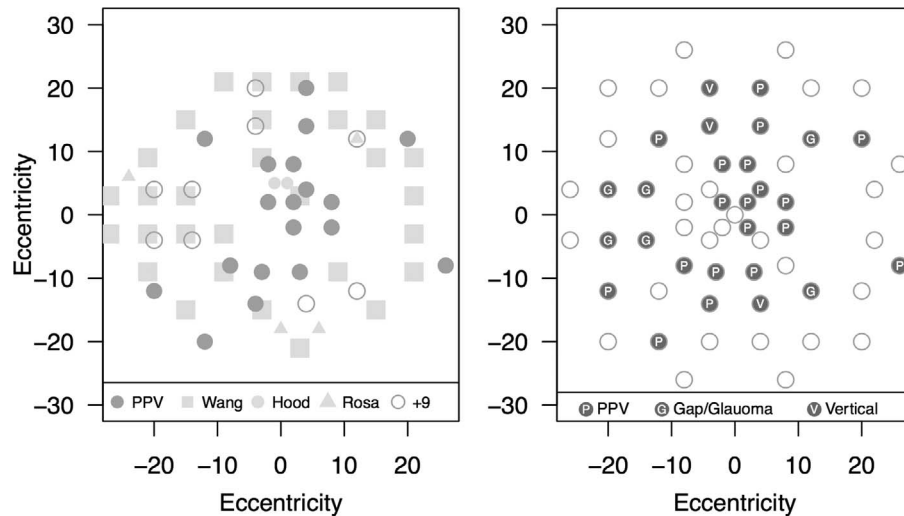 Eccentricity
30
20
10
0
−10
−20
−30
PPV Wang Hood Rosa +9
−20 −10 0 10 20
Eccentricity
30
20
10
0
−10
−20
−30
V P
V P
P G P
P P
G G P
P P P
P P
G G
P P
P P
P G
P V
P
P PPV G Gap/Glauoma V Vertical
−20 −10 0 10 20
Eccentricity